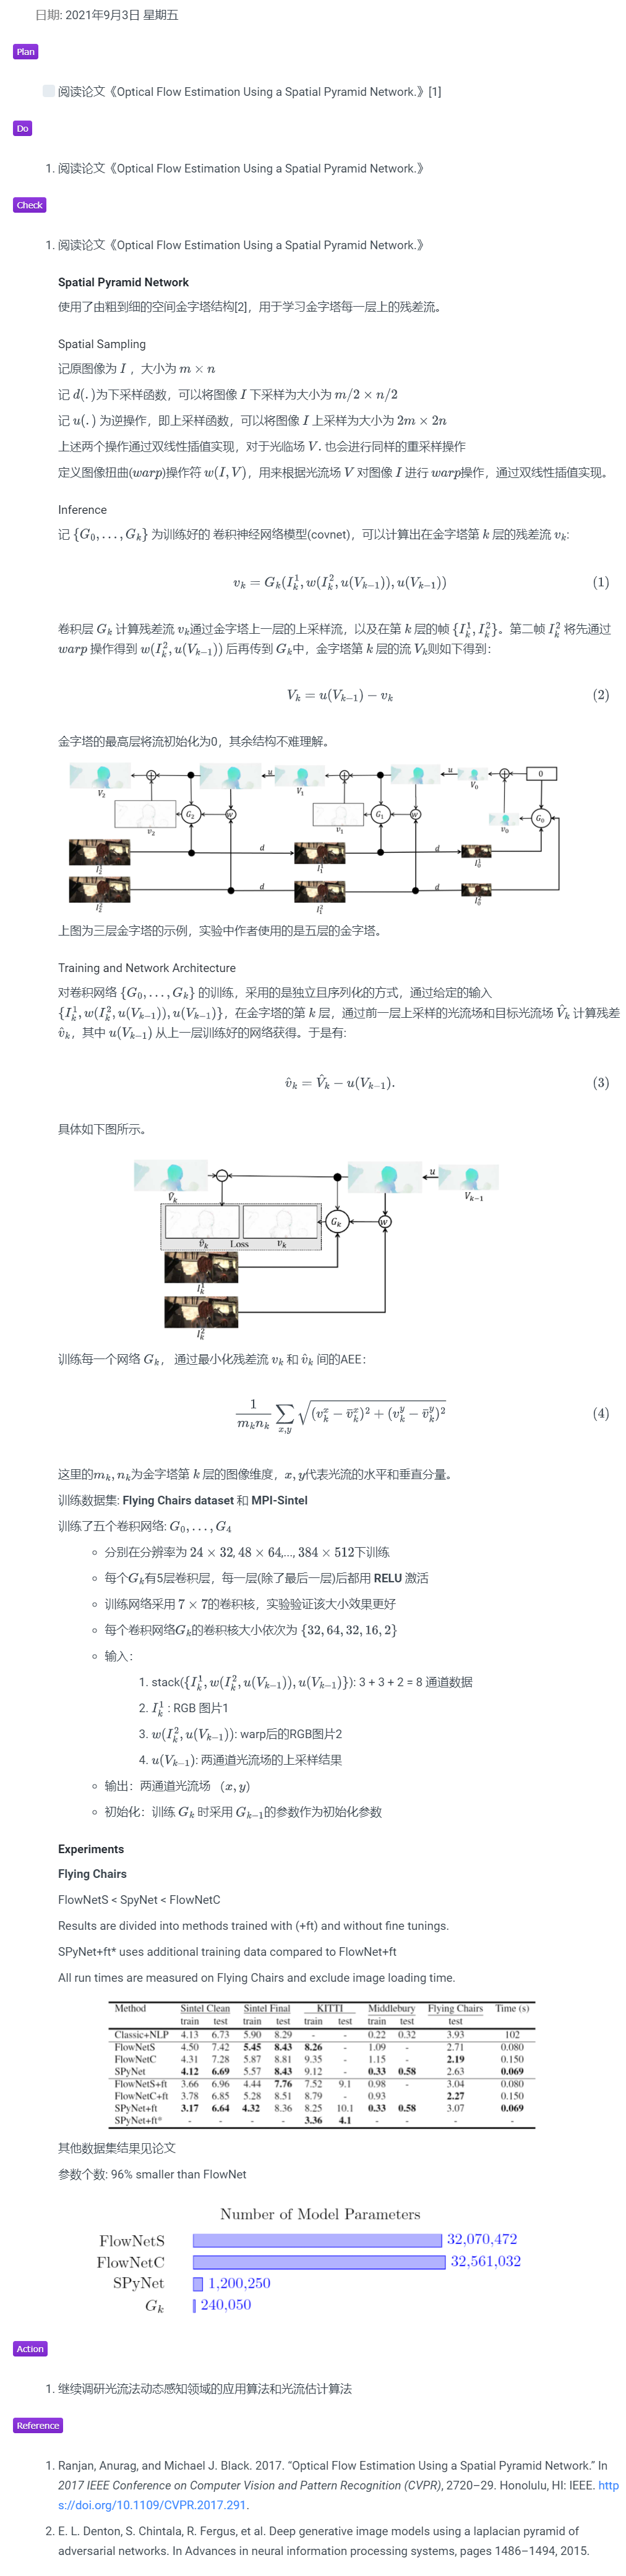 日期: 2021年9月3日 星期五
Plan
阅读论文《Optical Flow Estimation Using a Spatial Pyramid Network.》[1]
Do
1. 阅读论文《Optical Flow Estimation Using a Spatial Pyramid Network.》
Check
1. 阅读论文《Optical Flow Estimation Using a Spatial Pyramid Network.》
Spatial Pyramid Network
使用了由粗到细的空间金字塔结构[2]，用于学习金字塔每一层上的残差流。
Spatial Sampling
记原图像为 I ，大小为 m × n
记 d(.)为下采样函数，可以将图像 I 下采样为大小为 m/2 × n/2
记 u(.) 为逆操作，即上采样函数，可以将图像 I 上采样为大小为 2m × 2n
上述两个操作通过双线性插值实现，对于光临场 V. 也会进行同样的重采样操作
定义图像扭曲(warp)操作符 w(I, V)，用来根据光流场 V 对图像 I 进行 warp操作，通过双线性插值实现。
Inference
记 {G_0, . . . , G_k} 为训练好的 卷积神经网络模型(covnet)，可以计算出在金字塔的第 k 层的残差流 v_k:
v_k = G_k(I_k^1, w(I_k^2, u(V_{k−1})), u(V_{k−1})) (1)
卷积层 G_k 计算残差流 v_k通过金字塔上一层的上采样流，以及在第 k 层的帧 {I_k^1, I_k^2}。第二帧 I_k^2 将先通过
warp 操作得到 w(I_k^2, u(V_{k−1})) 后再传到 G_k中，金字塔第 k 层的流 V_k则如下得到：
V_k = u(V_{k−1}) − v_k (2)
金字塔的最高层将流初始化为0，其余结构不难理解。
V_2 u V_1 u V_0 0
v_2 G_2 w v_1 G_1 w v_0 G_0
I_2^1 d I_1^1 d I_0^1
I_2^2 d I_1^2 d I_0^2
上图为三层金字塔的示例，实验中作者使用的是五层的金字塔。
Training and Network Architecture
对卷积网络 {G_0, . . . , G_k} 的训练，采用的是独立且序列化的方式，通过给定的输入
{I_k^1, w(I_k^2, u(V_{k−1})), u(V_{k−1})}，在金字塔的第 k 层，通过前一层上采样的光流场和目标光流场 V̂_k 计算残差
v̂_k，其中 u(V_{k−1}) 从上一层训练好的网络获得。于是有:
v̂_k = V̂_k − u(V_{k−1}). (3)
具体如下图所示。
V̂_k u V_{k−1}
v̂_k Loss v_k G_k w
I_k^1
I_k^2
训练每一个网络 G_k， 通过最小化残差流 v_k 和 v̂_k 间的AEE：
1/(m_k n_k) ∑_{x,y} √((v_k^x − v̄_k^x)^2 + (v_k^y − v̄_k^y)^2) (4)
这里的m_k, n_k为金字塔第 k 层的图像维度，x, y代表光流的水平和垂直分量。
训练数据集: Flying Chairs dataset 和 MPI-Sintel
训练了五个卷积网络: G_0, . . . , G_4
分别在分辨率为 24 × 32, 48 × 64,..., 384 × 512下训练
每个G_k有5层卷积层，每一层(除了最后一层)后都用 RELU 激活
训练网络采用 7 × 7的卷积核，实验验证该大小效果更好
每个卷积网络G_k的卷积核大小依次为 {32, 64, 32, 16, 2}
输入：
1. stack({I_k^1, w(I_k^2, u(V_{k−1})), u(V_{k−1})}): 3 + 3 + 2 = 8 通道数据
2. I_k^1 : RGB 图片1
3. w(I_k^2, u(V_{k−1})): warp后的RGB图片2
4. u(V_{k−1}): 两通道光流场的上采样结果
输出：两通道光流场 (x, y)
初始化：训练 G_k 时采用 G_{k−1}的参数作为初始化参数
Experiments
Flying Chairs
FlowNetS < SpyNet < FlowNetC
Results are divided into methods trained with (+ft) and without fine tunings.
SPyNet+ft* uses additional training data compared to FlowNet+ft
All run times are measured on Flying Chairs and exclude image loading time.
Method Sintel Clean Sintel Final KITTI Middlebury Flying Chairs Time (s)
train test train test train test train test test
Classic+NLP 4.13 6.73 5.90 8.29 - - 0.22 0.32 3.93 102
FlowNetS 4.50 7.42 5.45 8.43 8.26 - 1.09 - 2.71 0.080
FlowNetC 4.31 7.28 5.87 8.81 9.35 - 1.15 - 2.19 0.150
SPyNet 4.12 6.69 5.57 8.43 9.12 - 0.33 0.58 2.63 0.069
FlowNetS+ft 3.66 6.96 4.44 7.76 7.52 9.1 0.98 - 3.04 0.080
FlowNetC+ft 3.78 6.85 5.28 8.51 8.79 - 0.93 - 2.27 0.150
SPyNet+ft 3.17 6.64 4.32 8.36 8.25 10.1 0.33 0.58 3.07 0.069
SPyNet+ft* - - - - 3.36 4.1 - - - -
其他数据集结果见论文
参数个数: 96% smaller than FlowNet
Number of Model Parameters
FlowNetS 32,070,472
FlowNetC 32,561,032
SPyNet 1,200,250
G_k 240,050
Action
1. 继续调研光流法动态感知领域的应用算法和光流估计算法
Reference
1. Ranjan, Anurag, and Michael J. Black. 2017. “Optical Flow Estimation Using a Spatial Pyramid Network.” In
2017 IEEE Conference on Computer Vision and Pattern Recognition (CVPR), 2720–29. Honolulu, HI: IEEE. http
s://doi.org/10.1109/CVPR.2017.291.
2. E. L. Denton, S. Chintala, R. Fergus, et al. Deep generative image models using a laplacian pyramid of
adversarial networks. In Advances in neural information processing systems, pages 1486–1494, 2015.